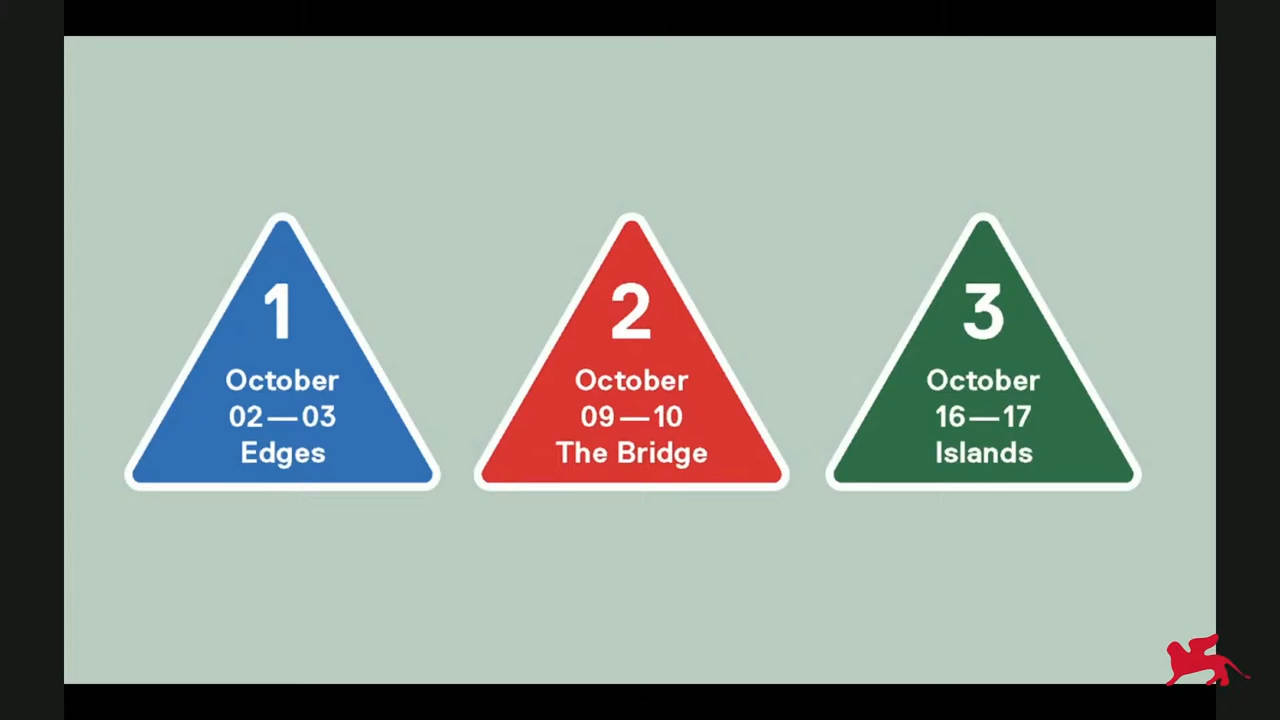 1
October
02—03
Edges
2
October
09—10
The Bridge
3
October
16—17
Islands